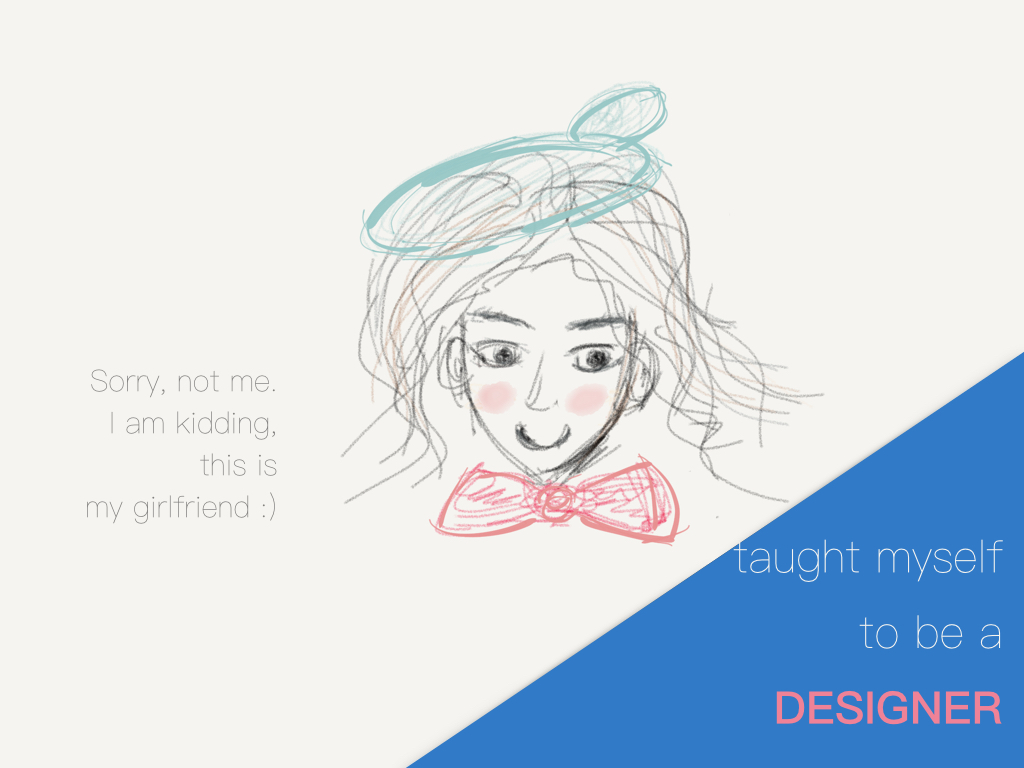 Sorry, not me.
I am kidding,
this is
my girlfriend :)
taught myself
to be a
DESIGNER